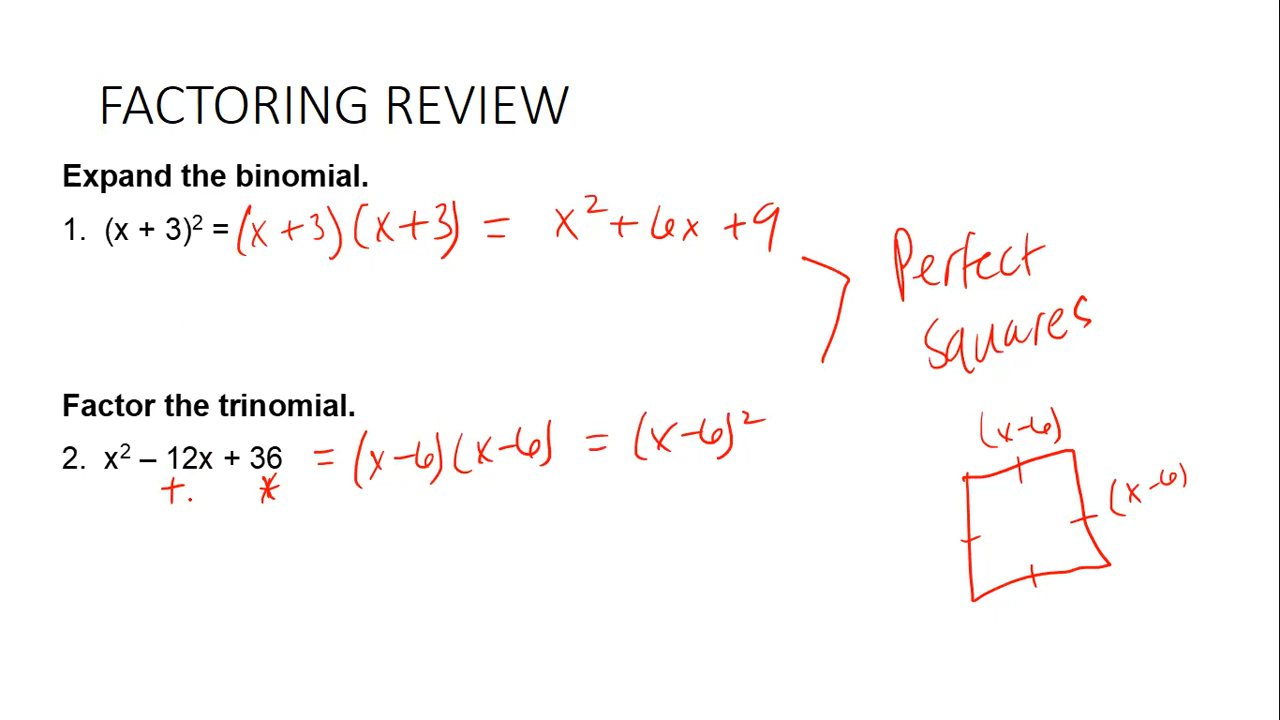 FACTORING REVIEW
Expand the binomial.
1. (x + 3)² = (x + 3)(x + 3) = x² + 6x + 9
Perfect
squares
Factor the trinomial.
2. x² – 12x + 36 = (x – 6)(x – 6) = (x – 6)²
+. *
(x – 6)
(x – 6)